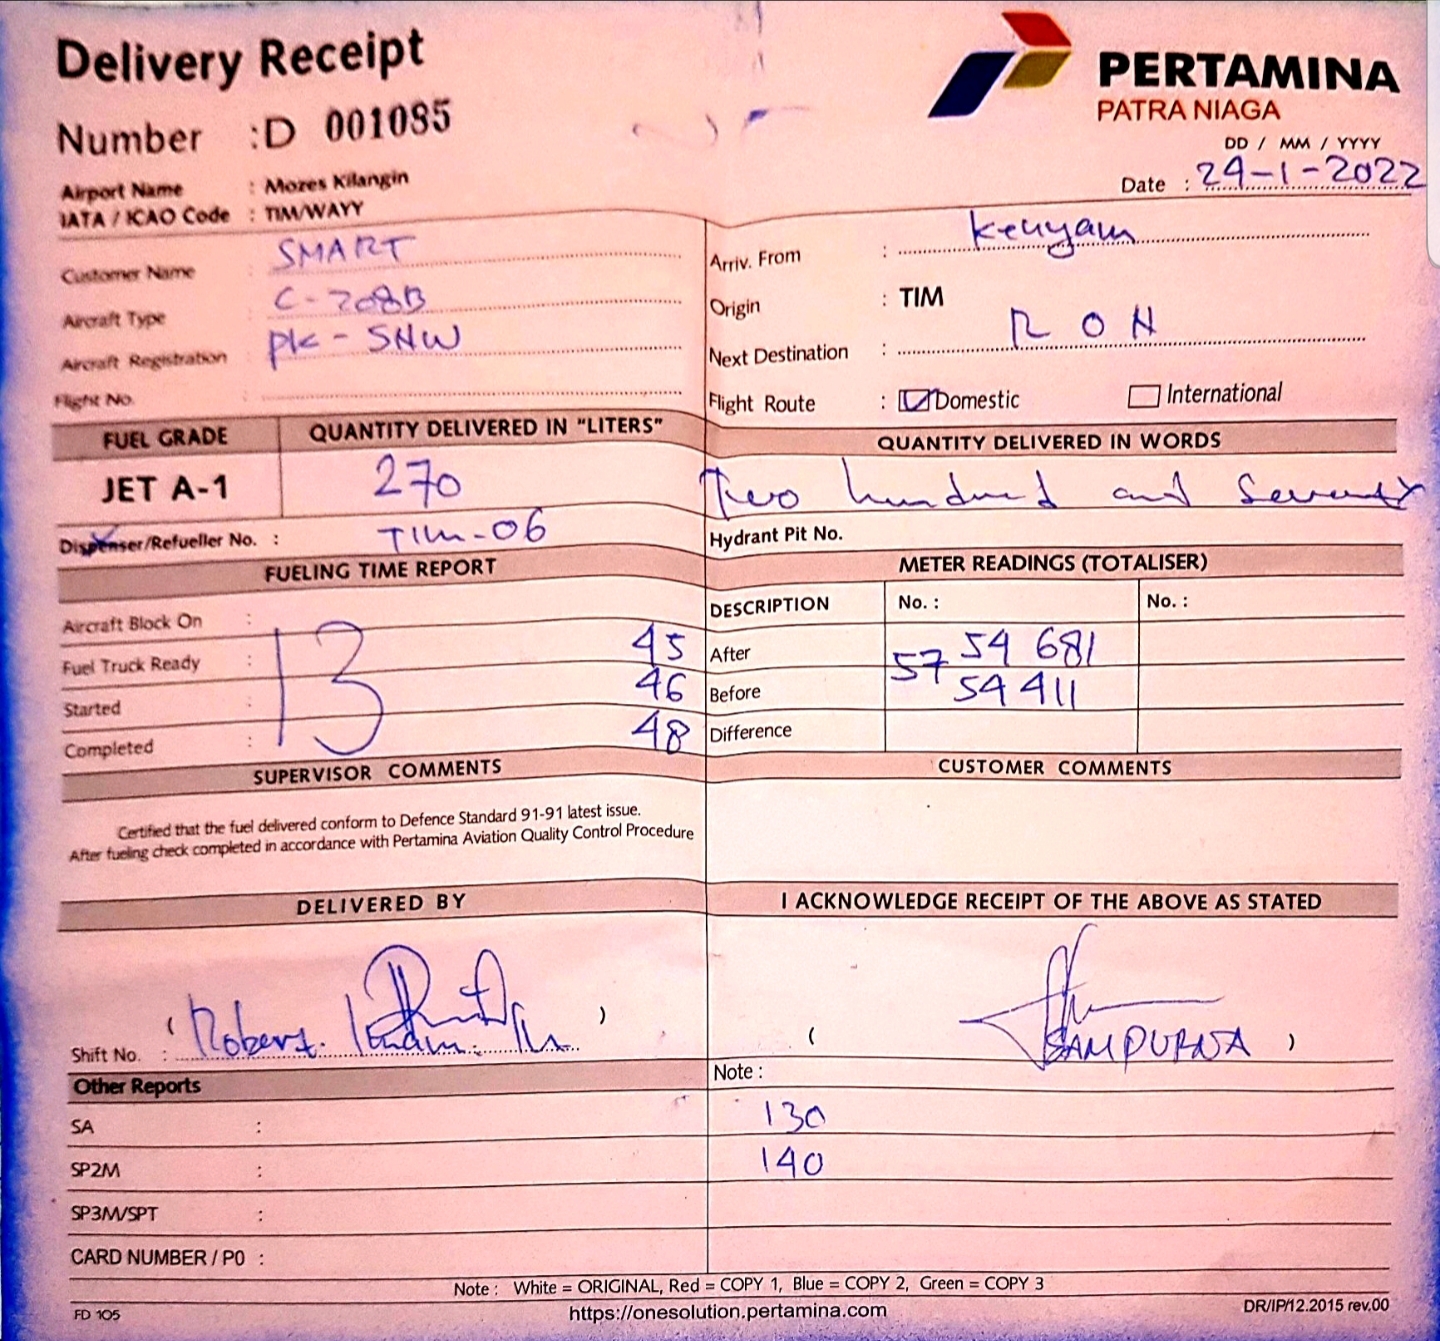 Delivery Receipt
PERTAMINA
PATRA NIAGA
Number : D 001085
DD / MM / YYYY
Date : 29-1-2022
Airport Name : Mozes Kilangin
IATA / ICAO Code : TIM/WAYY
Customer Name : SMART
Aircraft Type : C-208B
Aircraft Registration : PK-SNW
Flight No. :
Arriv. From : Kenyam
Origin : TIM
Next Destination : RON
Flight Route : Domestic International
FUEL GRADE QUANTITY DELIVERED IN "LITERS" QUANTITY DELIVERED IN WORDS
JET A-1 270 Two hundred and Seventy
Dispenser/Refueller No. : TIM-06 Hydrant Pit No.
FUELING TIME REPORT
Aircraft Block On :
Fuel Truck Ready : 13 45
Started : 46
Completed : 48
METER READINGS (TOTALISER)
DESCRIPTION No. : No. :
After 57 54 681
Before 54 411
Difference
SUPERVISOR COMMENTS CUSTOMER COMMENTS
Certified that the fuel delivered conform to Defence Standard 91-91 latest issue.
After fueling check completed in accordance with Pertamina Aviation Quality Control Procedure
DELIVERED BY I ACKNOWLEDGE RECEIPT OF THE ABOVE AS STATED
Shift No. : ( Robert. ) ( SAMPURNA )
Other Reports Note :
SA : 130
SP2M : 140
SP3M/SPT :
CARD NUMBER / P0 :
Note : White = ORIGINAL, Red = COPY 1, Blue = COPY 2, Green = COPY 3
FD 105 https://onesolution.pertamina.com DR/IP/12.2015 rev.00